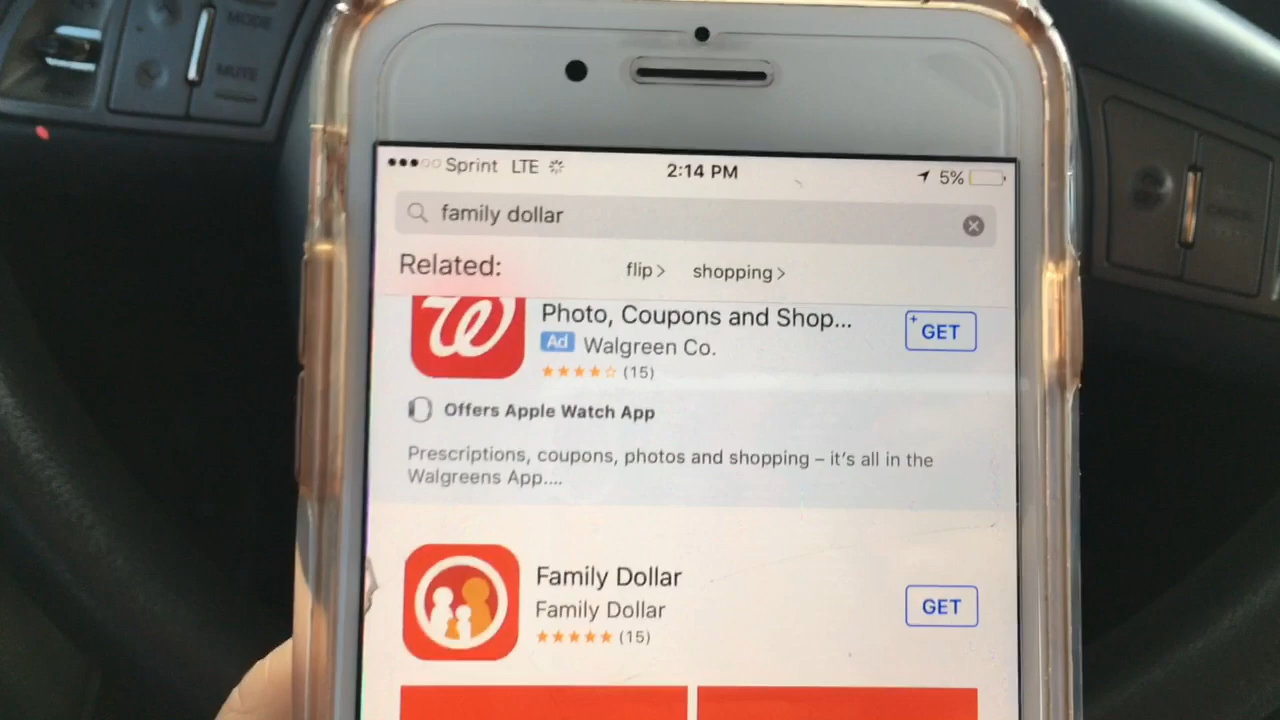 MODE
MUTE
Sprint LTE 2:14 PM 5%
family dollar
Related: flip > shopping >
Photo, Coupons and Shop...
Ad Walgreen Co.
★★★★☆ (15)
+ GET
Offers Apple Watch App
Prescriptions, coupons, photos and shopping – it's all in the
Walgreens App....
Family Dollar
Family Dollar
★★★★★ (15)
GET